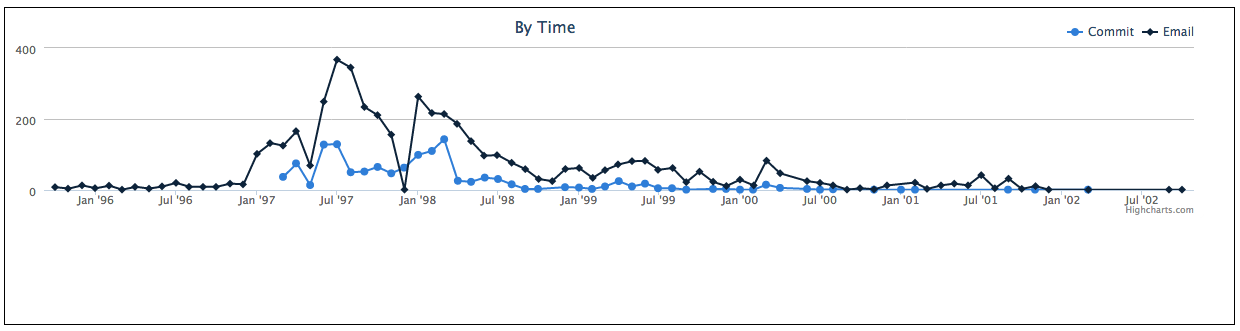 By Time
Commit Email
400
200
0
Jan '96 Jul '96 Jan '97 Jul '97 Jan '98 Jul '98 Jan '99 Jul '99 Jan '00 Jul '00 Jan '01 Jul '01 Jan '02 Jul '02
Highcharts.com